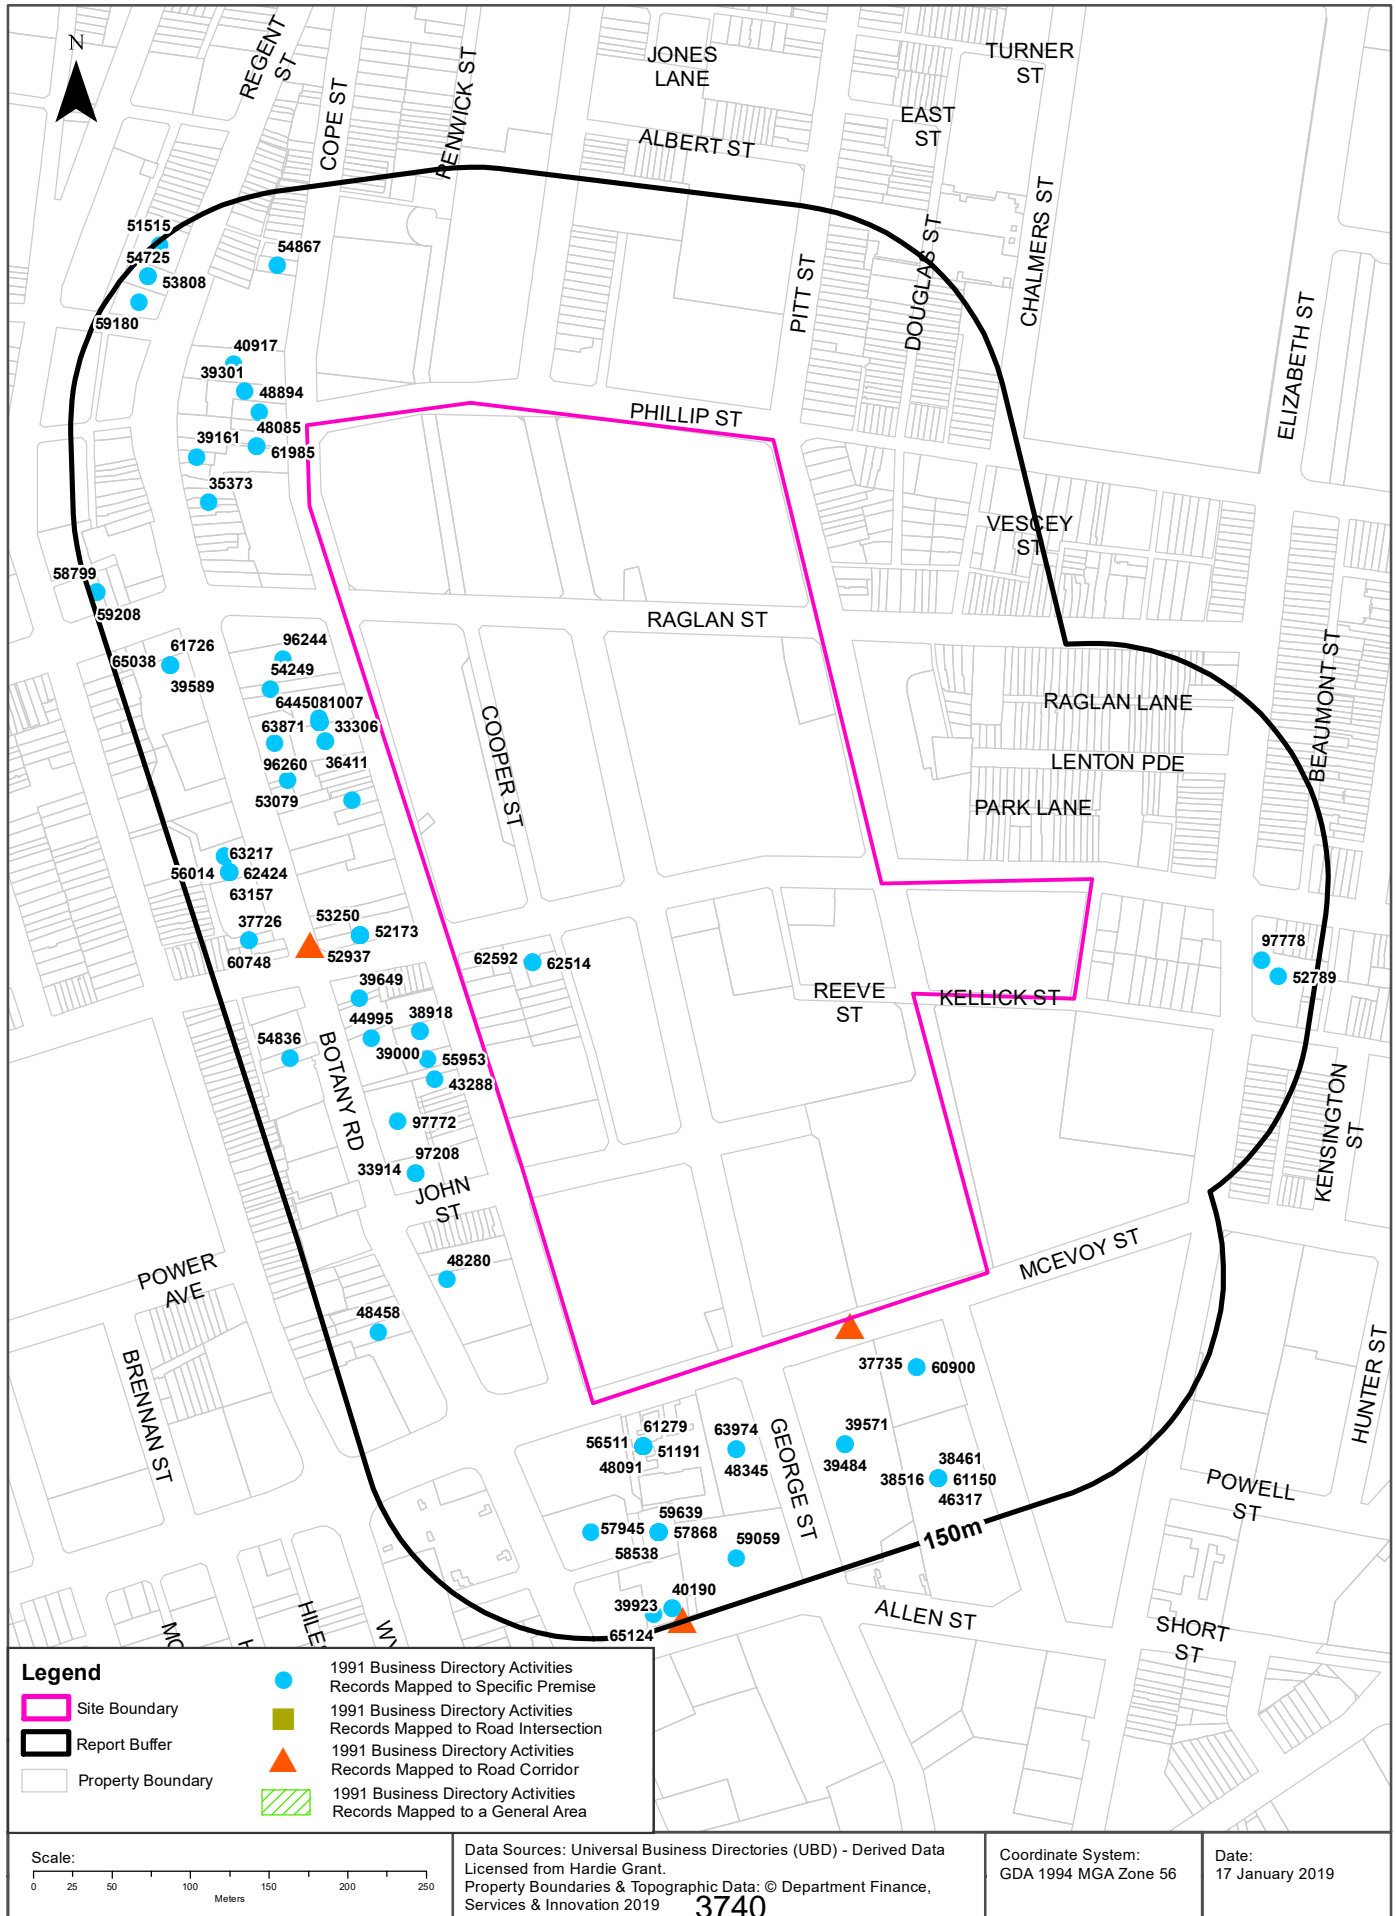 N
REGENT
ST
COPE ST
RENWICK ST
JONES
LANE
TURNER
ST
EAST
ST
ALBERT ST
CHALMERS ST
DOUGLAS ST
PITT ST
ELIZABETH ST
51515
54725
53808
59180
54867
40917
39301
48894
48085
39161
61985
35373
PHILLIP ST
VESCEY
ST
58799
59208
RAGLAN ST
61726
65038
39589
96244
54249
64450
81007
63871
33306
96260
36411
53079
COOPER ST
RAGLAN LANE
LENTON PDE
PARK LANE
BEAUMONT ST
63217
56014
62424
63157
37726
60748
53250
52173
52937
62592
62514
97778
52789
39649
REEVE
ST
KELLICK ST
44995
38918
54836
39000
55953
43288
BOTANY RD
97772
97208
33914
JOHN
ST
KENSINGTON
ST
POWER
AVE
48280
MCEVOY ST
48458
BRENNAN ST
HUNTER ST
37735
60900
61279
56511
51191
48091
63974
48345
GEORGE ST
39571
39484
38461
38516
61150
46317
POWELL
ST
59639
57945
57868
58538
59059
150m
40190
39923
65124
ALLEN ST
SHORT
ST
Legend
Site Boundary
Report Buffer
Property Boundary
1991 Business Directory Activities
Records Mapped to Specific Premise
1991 Business Directory Activities
Records Mapped to Road Intersection
1991 Business Directory Activities
Records Mapped to Road Corridor
1991 Business Directory Activities
Records Mapped to a General Area
Scale:
0 25 50 100 150 200 250
Meters
Data Sources: Universal Business Directories (UBD) - Derived Data
Licensed from Hardie Grant.
Property Boundaries & Topographic Data: © Department Finance,
Services & Innovation 2019
3740
Coordinate System:
GDA 1994 MGA Zone 56
Date:
17 January 2019